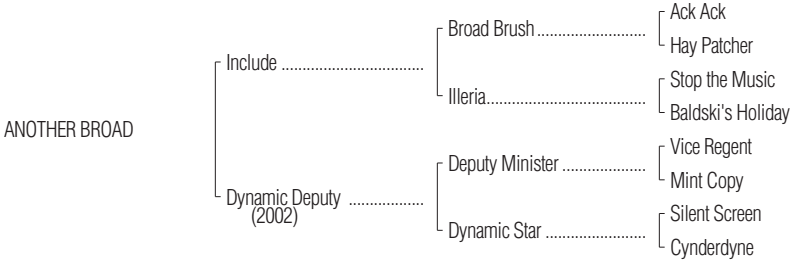 Ack Ack
Broad Brush ..........................
Hay Patcher
Include ..................................
Stop the Music
Illeria......................................
Baldski's Holiday
ANOTHER BROAD
Vice Regent
Deputy Minister ....................
Mint Copy
Dynamic Deputy ..................
(2002)
Silent Screen
Dynamic Star ........................
Cynderdyne